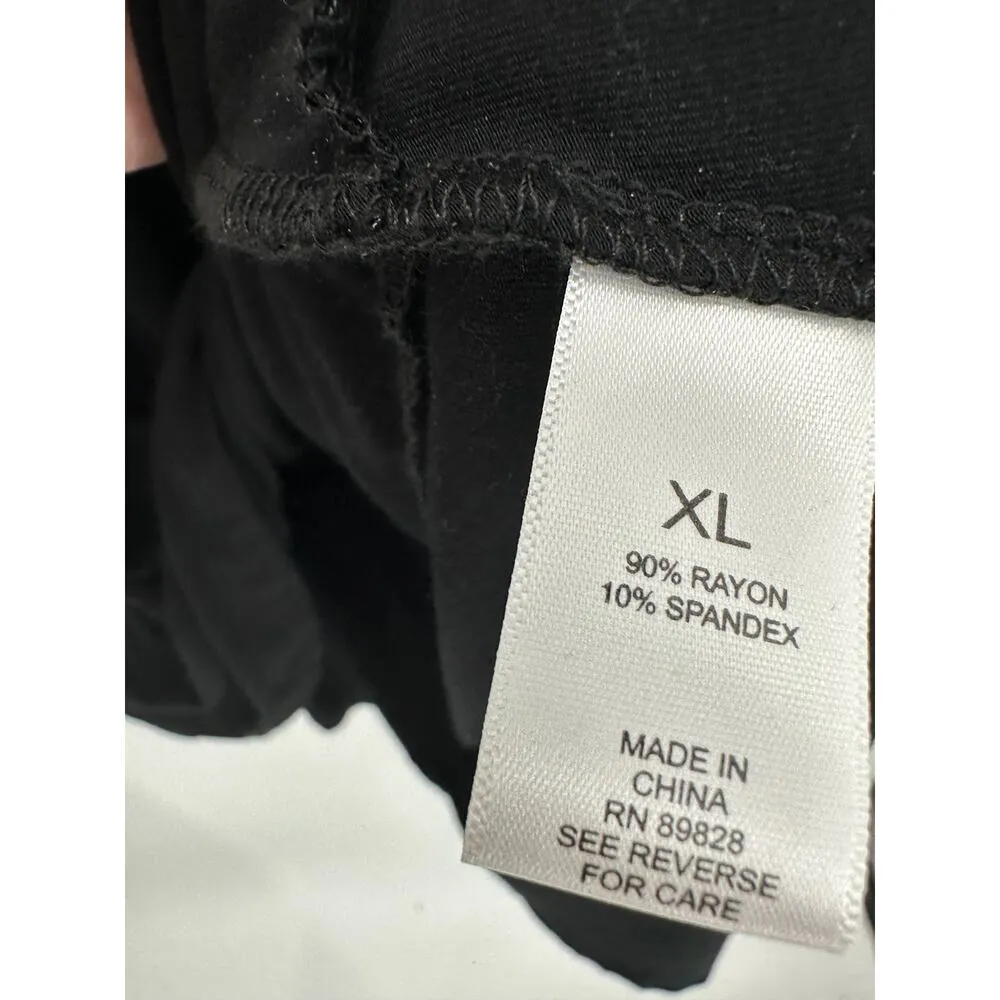 XL
90% RAYON
10% SPANDEX
MADE IN
CHINA
RN 89828
SEE REVERSE
FOR CARE